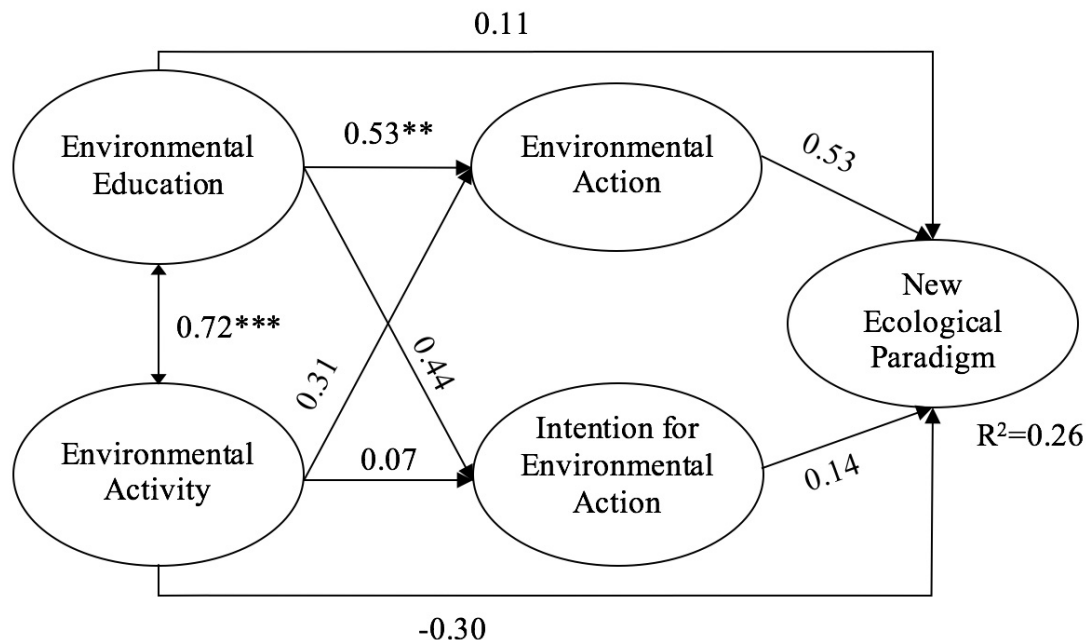 0.11
Environmental
Education
0.53**
Environmental
Action
0.53
New
Ecological
Paradigm
0.72***
0.31
0.44
Environmental
Activity
0.07
Intention for
Environmental
Action
0.14
R²=0.26
-0.30